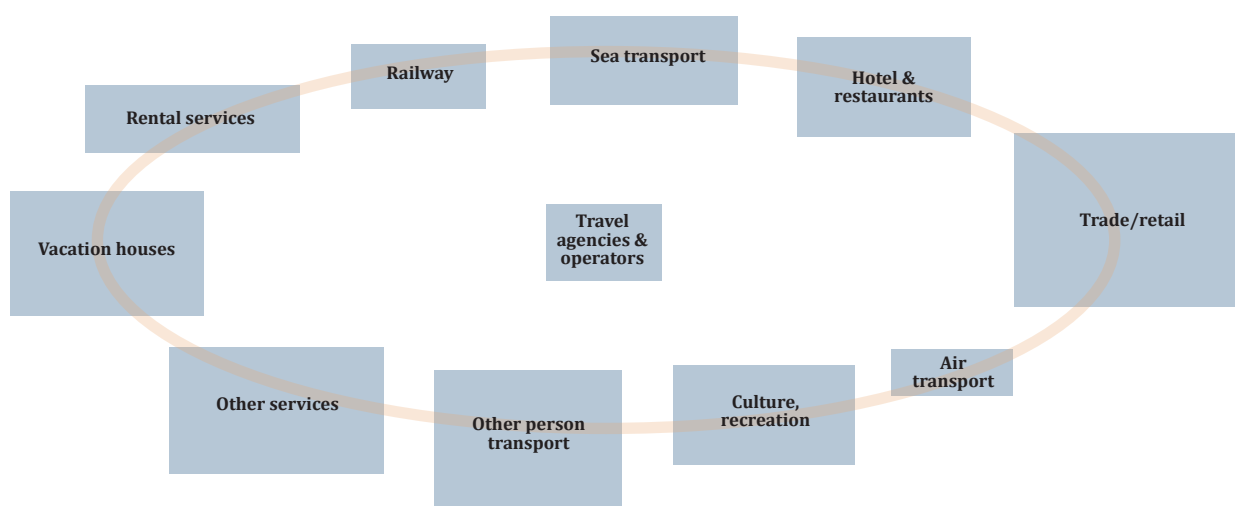 Sea transport
Railway
Hotel &
restaurants
Rental services
Trade/retail
Travel
agencies &
operators
Vacation houses
Air
transport
Other services
Culture,
recreation
Other person
transport